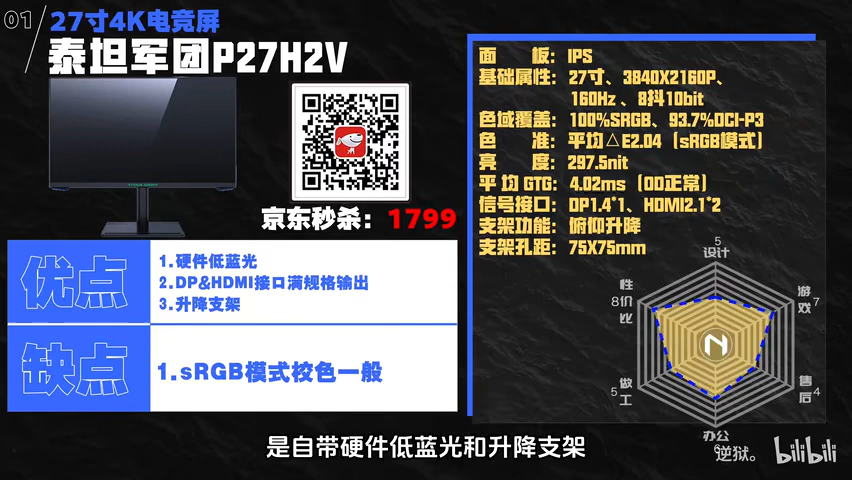 01
27寸4K电竞屏
泰坦军团P27H2V
京东秒杀：1799
优点
1.硬件低蓝光
2.DP&HDMI接口满规格输出
3.升降支架
缺点
1.sRGB模式校色一般
面 板：IPS
基础属性：27寸、3840X2160P、
160Hz 、8抖10bit
色域覆盖：100%SRGB、93.7%DCI-P3
色 准：平均△E2.04（sRGB模式）
亮 度：297.5nit
平 均 GTG：4.02ms（OD正常）
信号接口：DP1.4*1、HDMI2.1*2
支架功能：俯仰升降
支架孔距：75X75mm
5
设计
性价比
8
游戏
7
做工
5
售后
4
办公
6
是自带硬件低蓝光和升降支架
逆狱。
bilibili